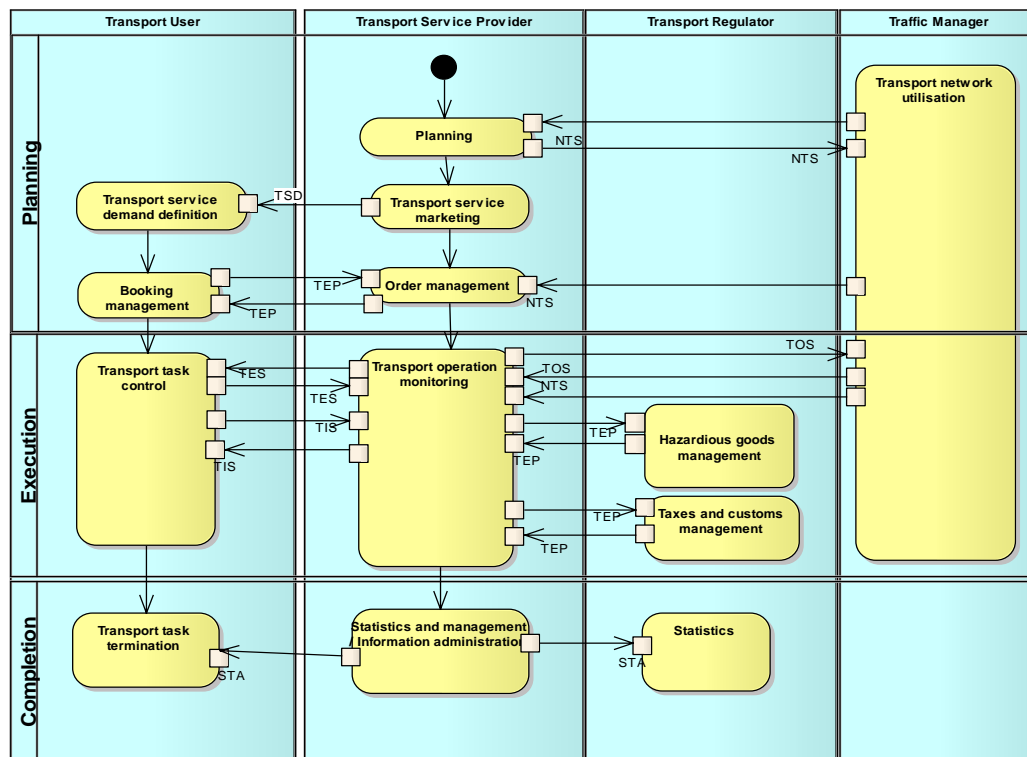 Transport User
Transport Service Provider
Transport Regulator
Traffic Manager
Planning
Transport network
utilisation
Planning
NTS
NTS
Transport service
demand definition
TSD
Transport service
marketing
Booking
management
TEP
TEP
Order management
NTS
Execution
Transport task
control
TES
TES
TIS
TIS
Transport operation
monitoring
TOS
TOS
NTS
TEP
TEP
Hazardious goods
management
TEP
TEP
Taxes and customs
management
Completion
Transport task
termination
STA
Statistics and management
Information administration
STA
Statistics